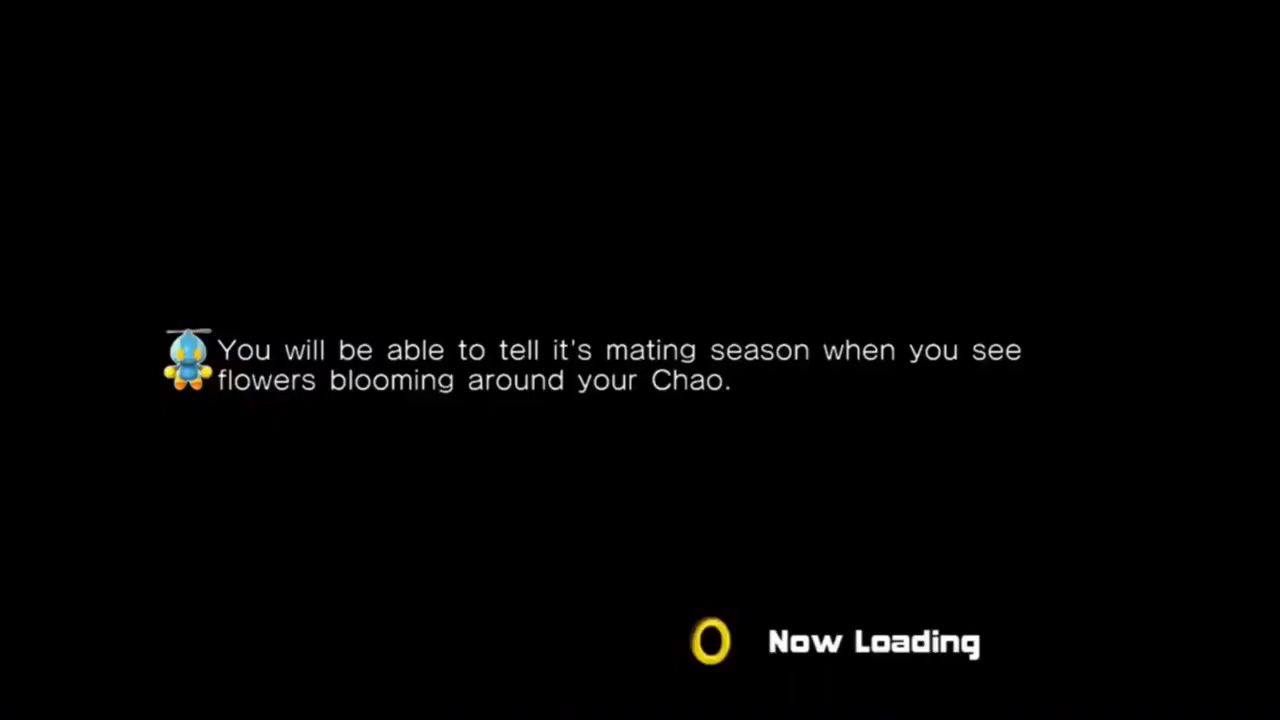 You will be able to tell it's mating season when you see
flowers blooming around your Chao.
Now Loading